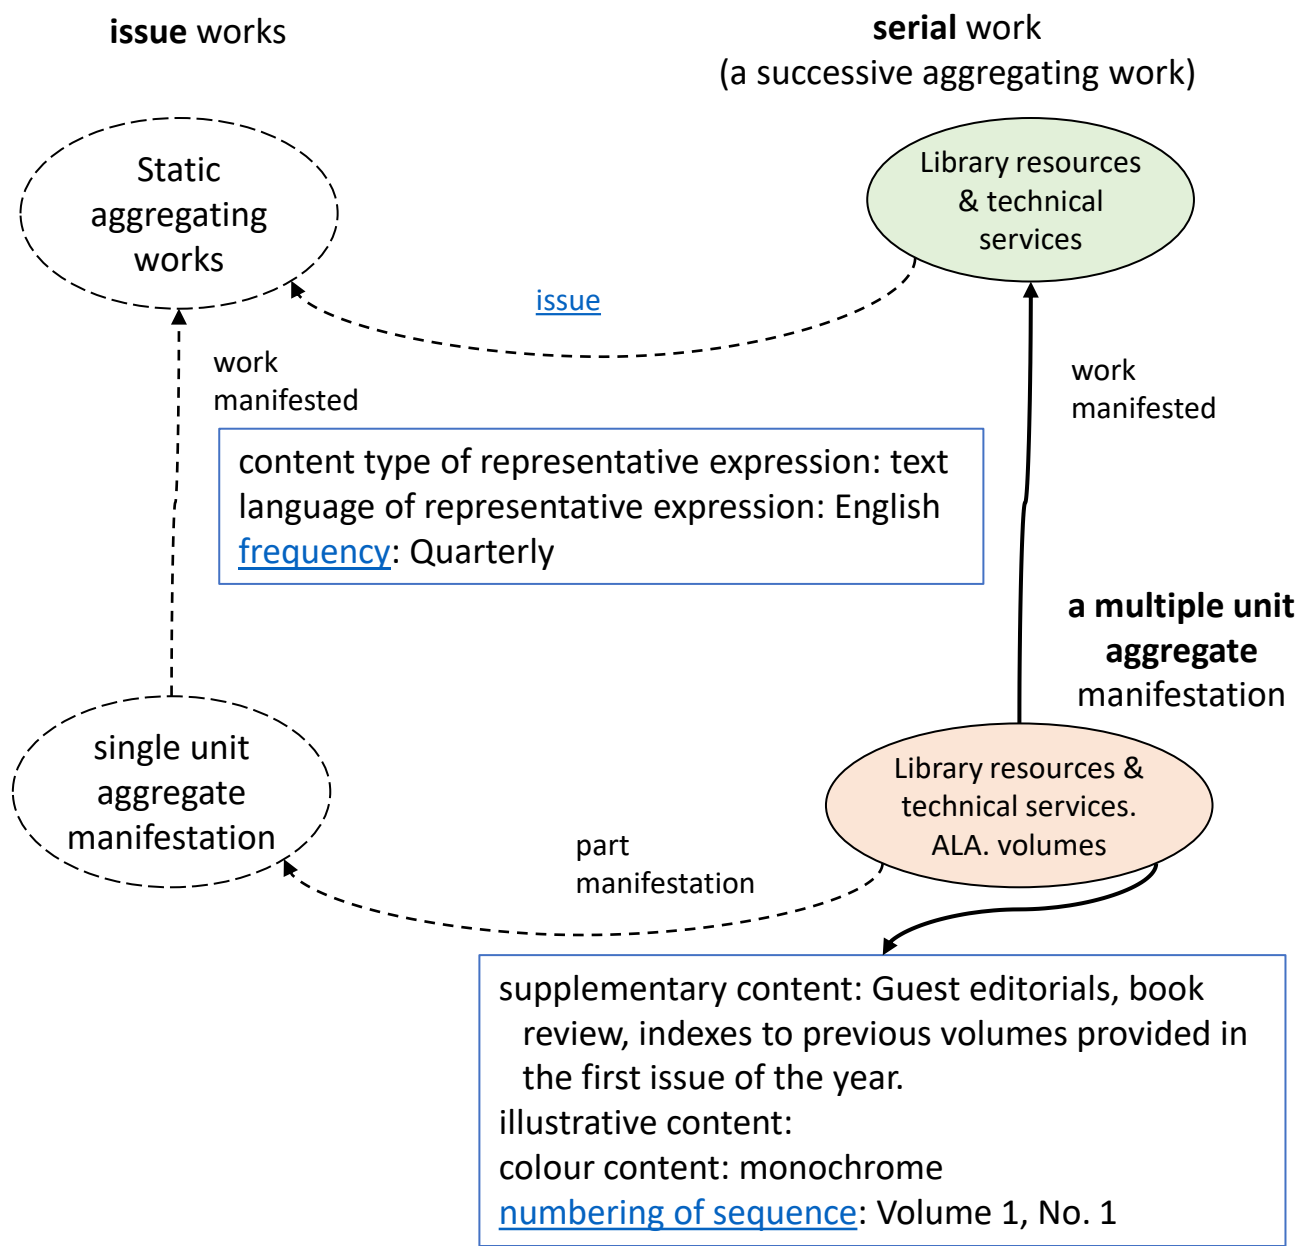 issue works
serial work
(a successive aggregating work)
Static
aggregating
works
Library resources
& technical
services
issue
work
manifested
work
manifested
content type of representative expression: text
language of representative expression: English
frequency: Quarterly
a multiple unit
aggregate
manifestation
single unit
aggregate
manifestation
Library resources &
technical services.
ALA. volumes
part
manifestation
supplementary content: Guest editorials, book
review, indexes to previous volumes provided in
the first issue of the year.
illustrative content:
colour content: monochrome
numbering of sequence: Volume 1, No. 1